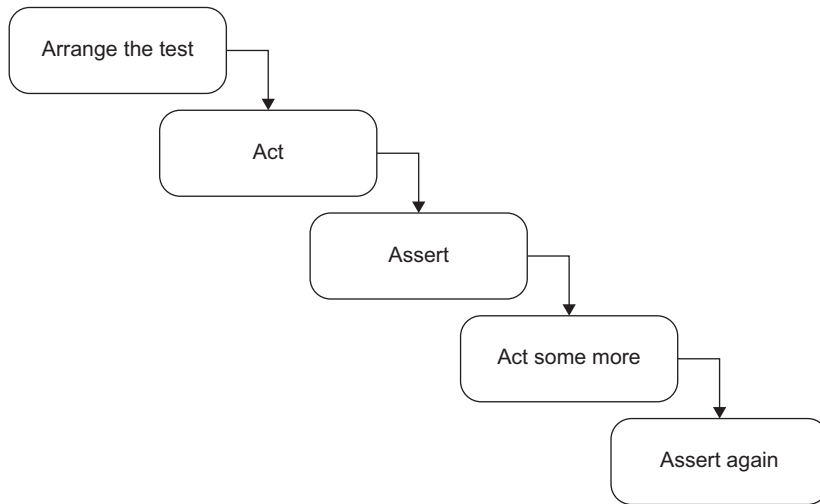 Arrange the test
Act
Assert
Act some more
Assert again